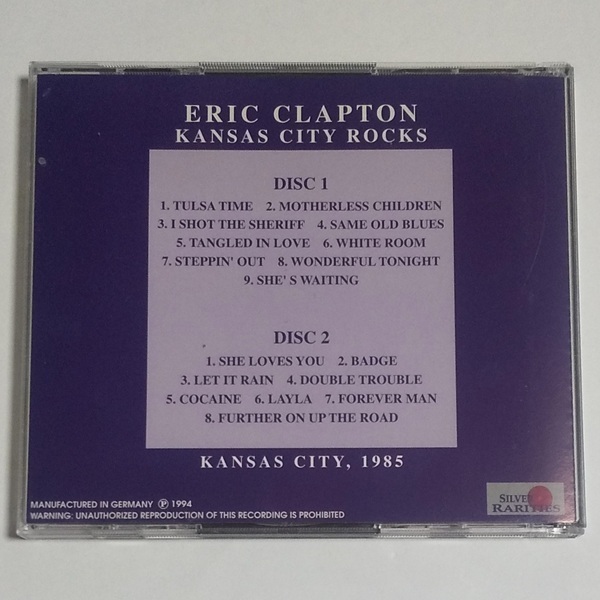 ERIC CLAPTON
KANSAS CITY ROCKS
DISC 1
1. TULSA TIME 2. MOTHERLESS CHILDREN
3. I SHOT THE SHERIFF 4. SAME OLD BLUES
5. TANGLED IN LOVE 6. WHITE ROOM
7. STEPPIN' OUT 8. WONDERFUL TONIGHT
9. SHE' S WAITING
DISC 2
1. SHE LOVES YOU 2. BADGE
3. LET IT RAIN 4. DOUBLE TROUBLE
5. COCAINE 6. LAYLA 7. FOREVER MAN
8. FURTHER ON UP THE ROAD
KANSAS CITY, 1985
MANUFACTURED IN GERMANY Ⓟ 1994
WARNING: UNAUTHORIZED REPRODUCTION OF THIS RECORDING IS PROHIBITED
SILVER
RARITIES